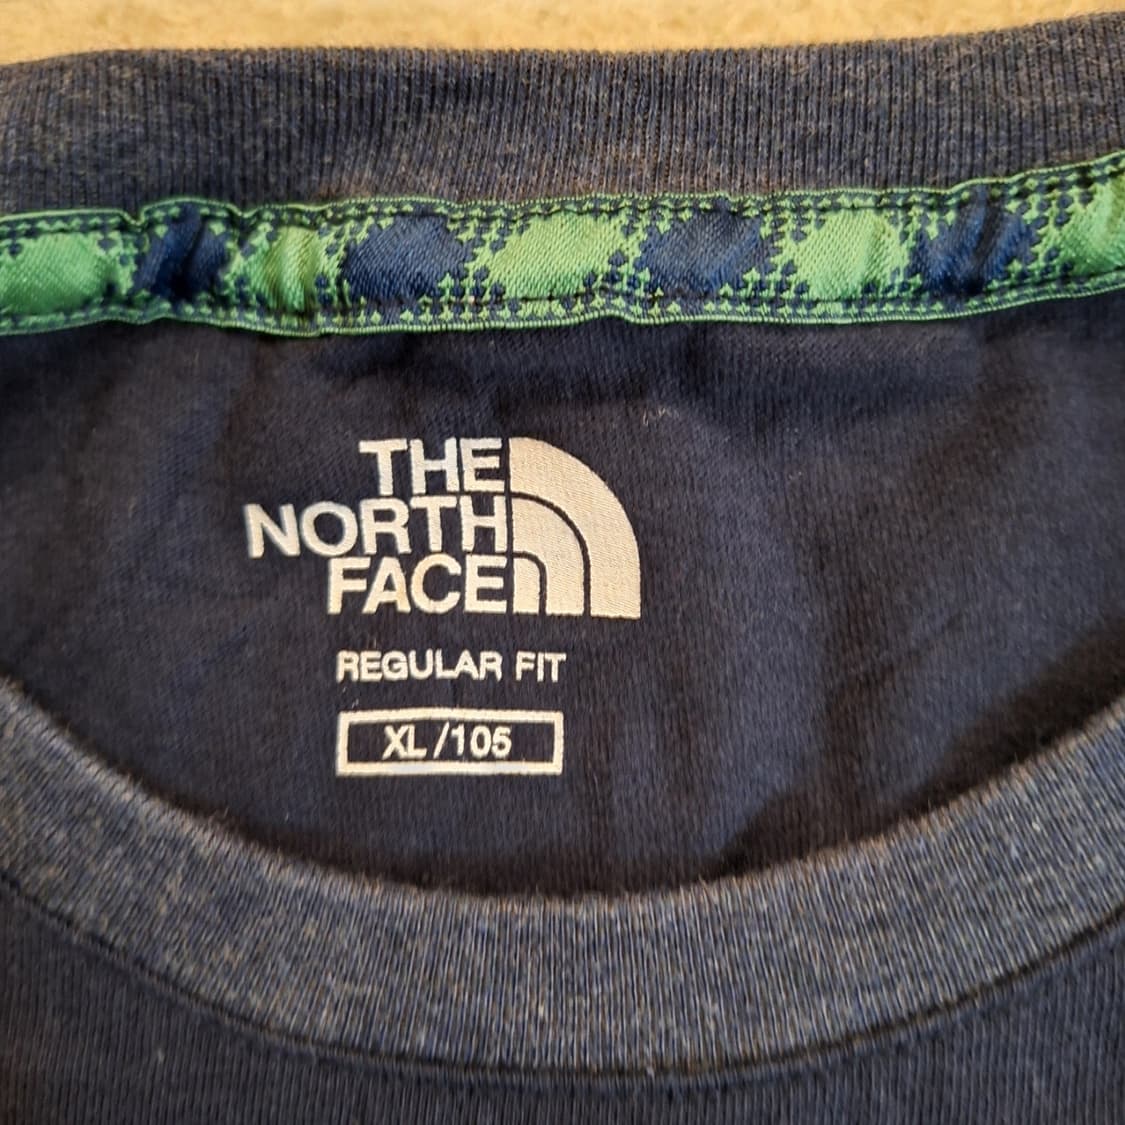 THE
NORTH
FACE
REGULAR FIT
XL/105